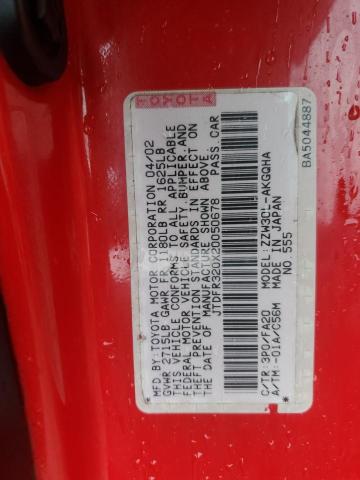 TOYOTA
TOYOTA
TOYOTA
MFD BY:TOYOTA MOTOR CORPORATION 04/02
GVWR 2715LB GAWR FR 1180LB RR 1625LB
THIS VEHICLE CONFORMS TO ALL APPLICABLE
FEDERAL MOTOR VEHICLE SAFETY,BUMPER,AND
THEFT PREVENTION STANDARDS IN EFFECT ON
THE DATE OF MANUFACTURE SHOWN ABOVE.
JTDFR320X20050678 PASS CAR
C/TR:3P0/FA20 MODEL:ZZW30L-AKGQHA
A/TM:-01A/C56M MADE IN JAPAN
* NO.555
BA5044887